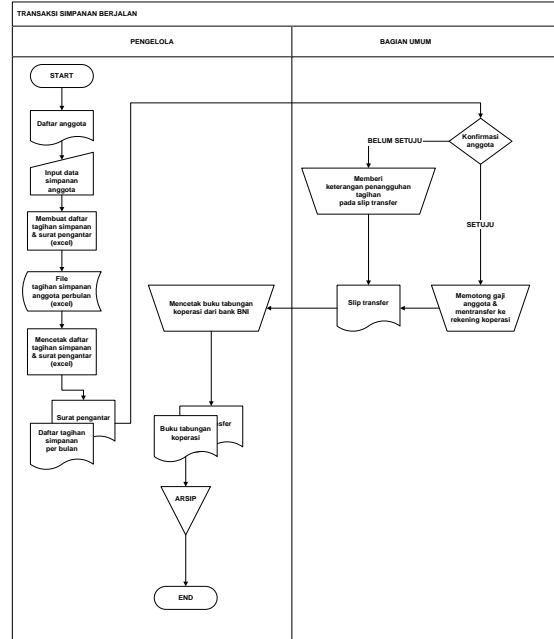 TRANSAKSI SIMPANAN BERJALAN
PENGELOLA
BAGIAN UMUM
START
Daftar anggota
Input data
simpanan
anggota
Membuat daftar
tagihan simpanan
& surat pengantar
(excel)
File
tagihan simpanan
anggota perbulan
(excel)
Mencetak daftar
tagihan simpanan
& surat pengantar
(excel)
Surat pengantar
Daftar tagihan
simpanan
per bulan
Konfirmasi
anggota
BELUM SETUJU
SETUJU
Memberi
keterangan penangguhan
tagihan
pada slip transfer
Memotong gaji
anggota &
mentransfer ke
rekening koperasi
Slip transfer
Mencetak buku tabungan
koperasi dari bank BNI
Buku tabungan
koperasi
ARSIP
END